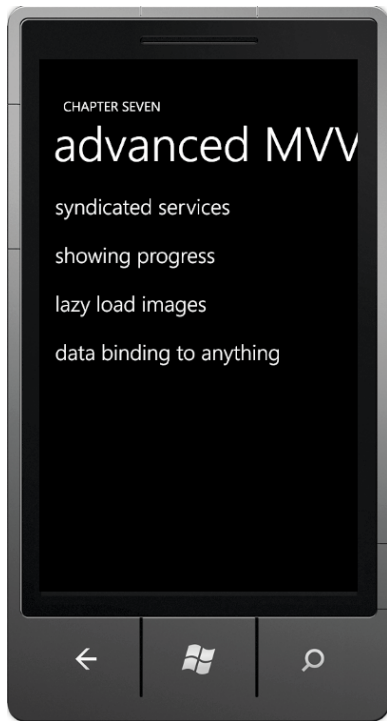 CHAPTER SEVEN
advanced MVV
syndicated services
showing progress
lazy load images
data binding to anything